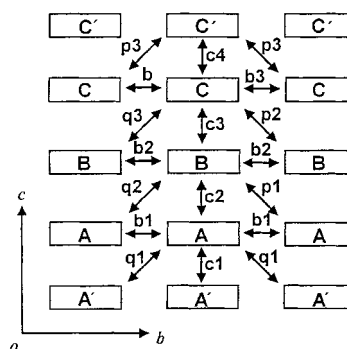 C′ C′ C′
p3 c4 p3
C b C b3 C
q3 c3 p2
B b2 B b2 B
q2 c2 p1
A b1 A b1 A
q1 c1 q1
A′ A′ A′
c
o b